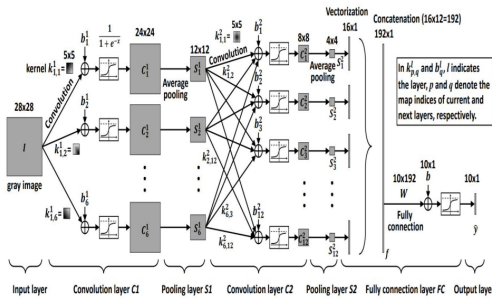 Vectorization
Concatenation (16x12=192)
24x24
5x5
8x8
4x4
16x1
192x1
12x12
28x28
5x5
kernel k¹₁,₁=
b¹₁
1
1 + e⁻ᶻ
C¹₁
S¹₁
k²₁,₁=
b²₁
Convolution
C²₁
S²₁
Average
pooling
Average
pooling
Convolution
k²₁,₂
I
gray image
k¹₁,₂=
b¹₂
C¹₂
S¹₂
k²₂,₁₂
b²₂
C²₂
S²₂
b²₃
C²₃
S²₃
k¹₁,₆=
b¹₆
C¹₆
S¹₆
k²₆,₃
k²₆,₁₂
b²₁₂
C²₁₂
S²₁₂
In kˡp,q and bˡq, l indicates
the layer, p and q denote the
map indices of current and
next layers, respectively.
10x192
10x1
10x1
W
b
Fully
connection
f
ŷ
Input layer
Convolution layer C1
Pooling layer S1
Convolution layer C2
Pooling layer S2
Fully connection layer FC
Output layer